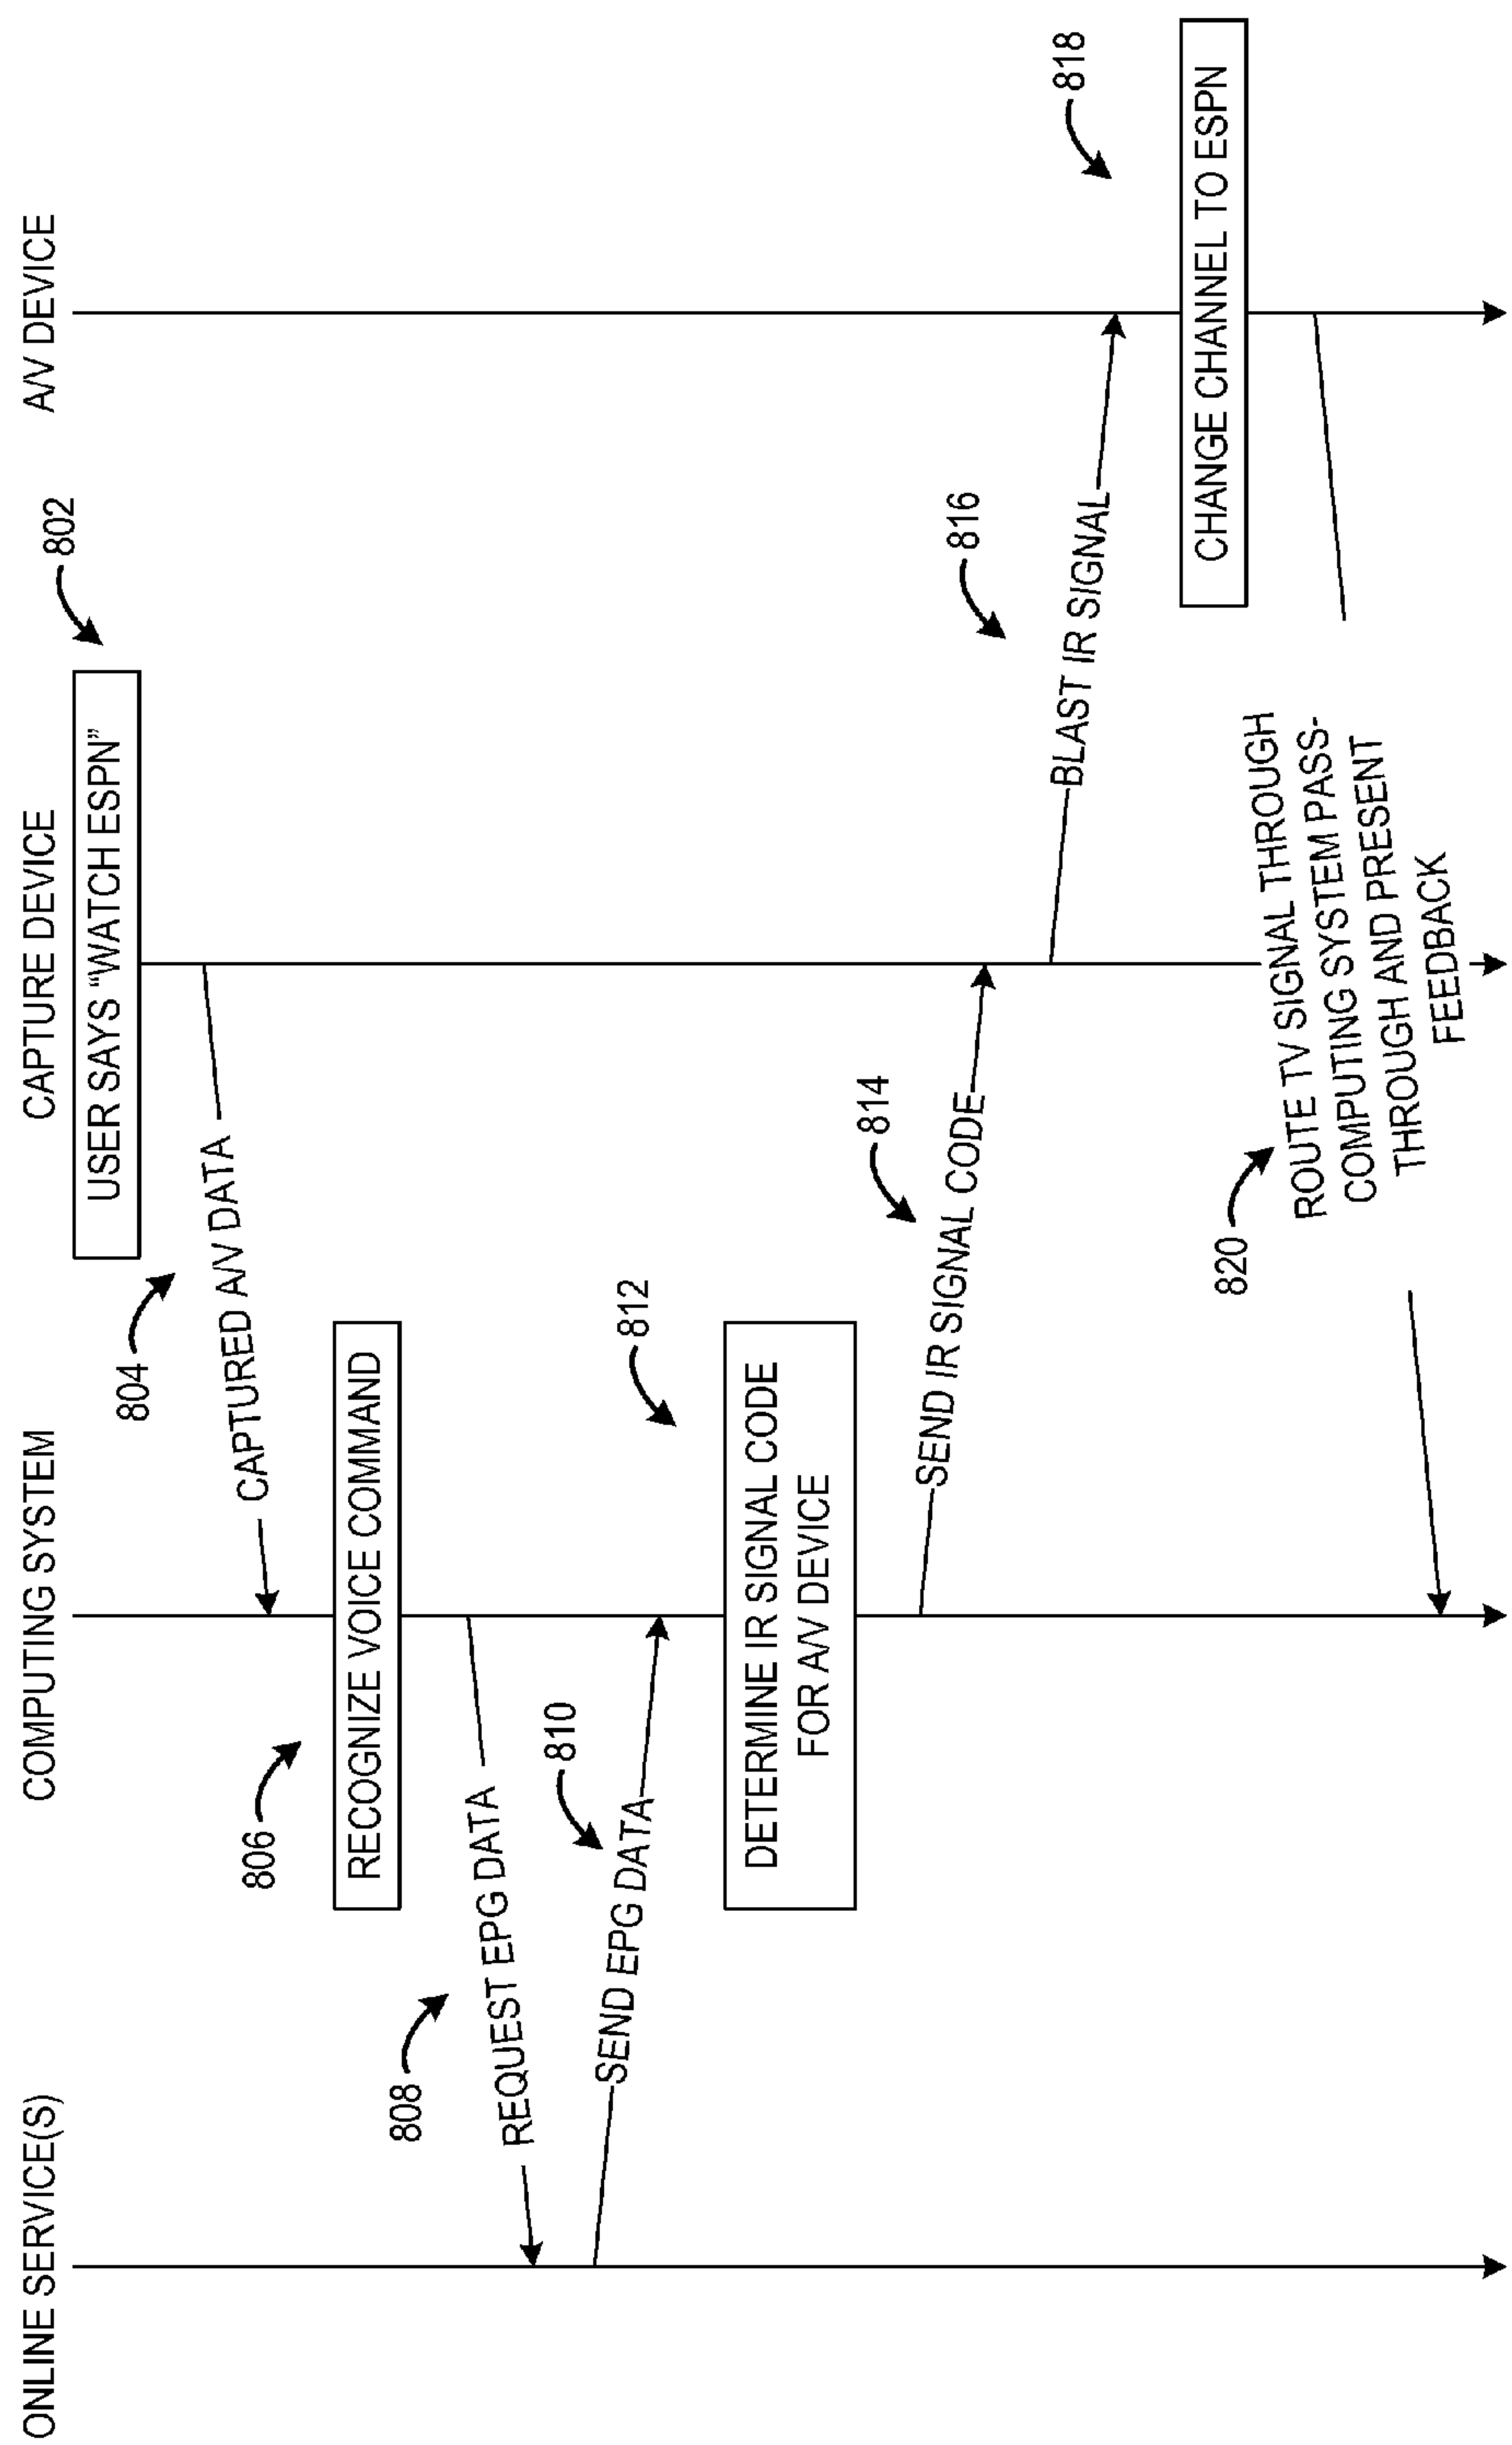 ONLINE SERVICE(S)
COMPUTING SYSTEM
CAPTURE DEVICE
A/V DEVICE
USER SAYS “WATCH ESPN”
802
804
CAPTURED A/V DATA
806
RECOGNIZE VOICE COMMAND
808
REQUEST EPG DATA
810
SEND EPG DATA
812
DETERMINE IR SIGNAL CODE
FOR A/V DEVICE
814
SEND IR SIGNAL CODE
816
BLAST IR SIGNAL
818
CHANGE CHANNEL TO ESPN
820
ROUTE TV SIGNAL THROUGH
COMPUTING SYSTEM PASS-
THROUGH AND PRESENT
FEEDBACK